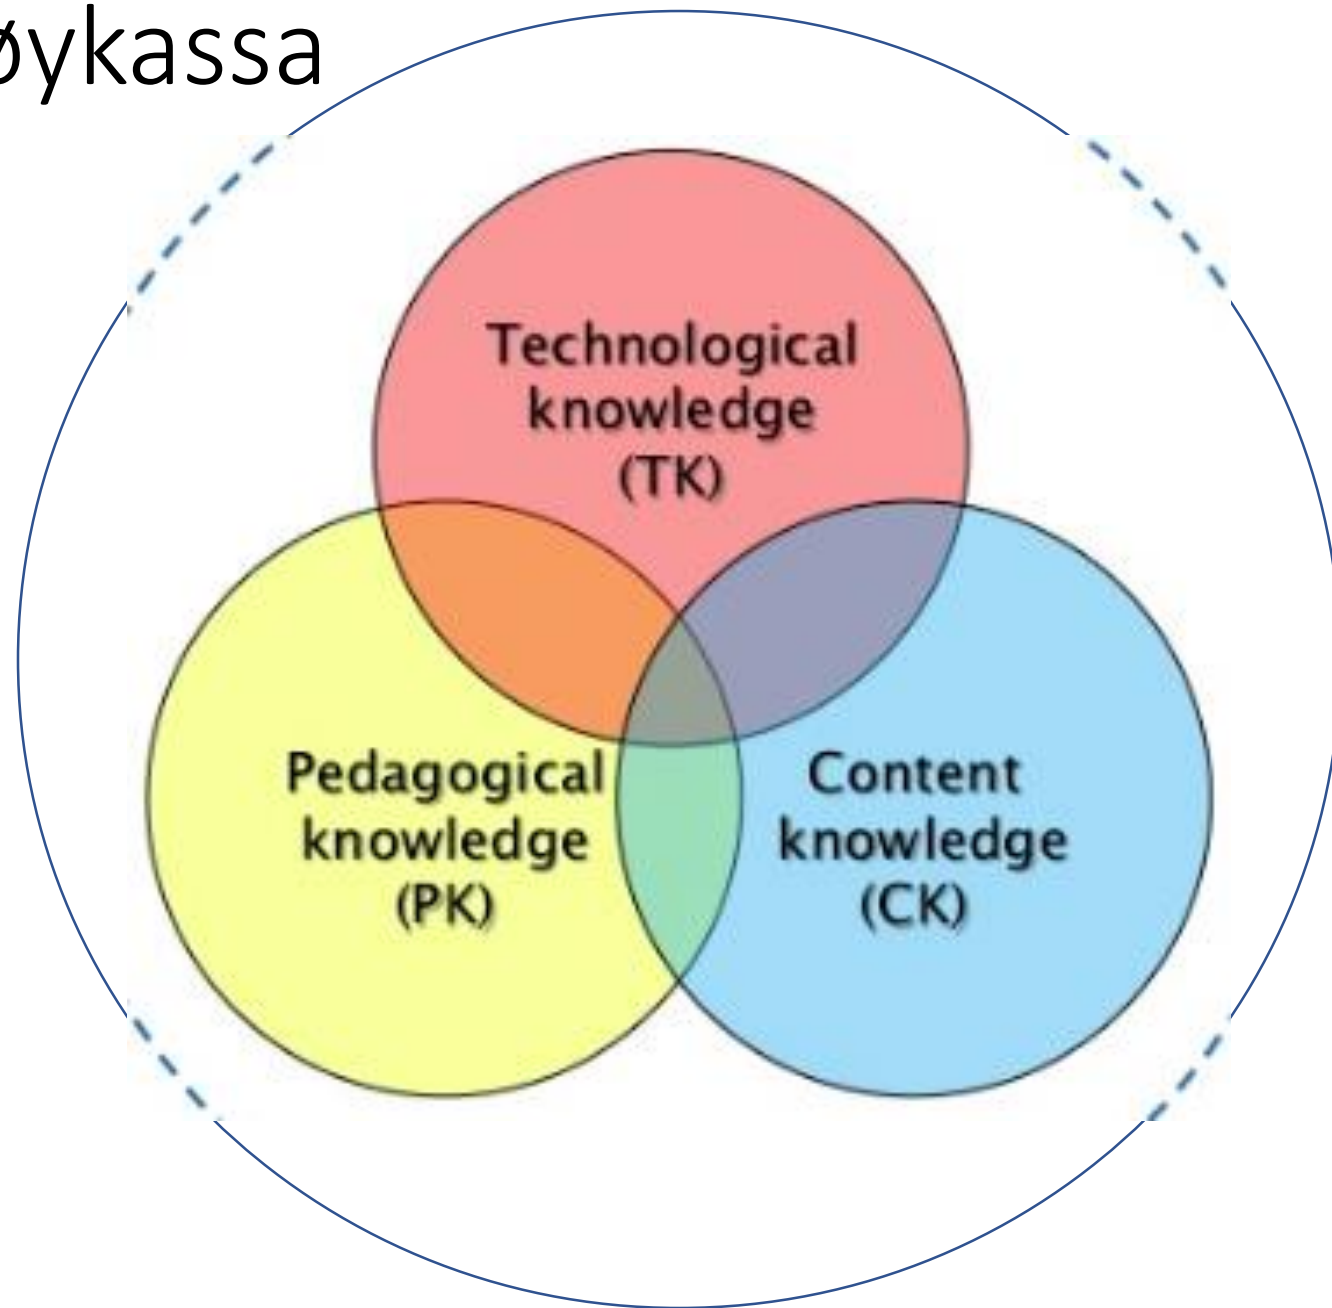 øykassa
Technological
knowledge
(TK)
Pedagogical
knowledge
(PK)
Content
knowledge
(CK)